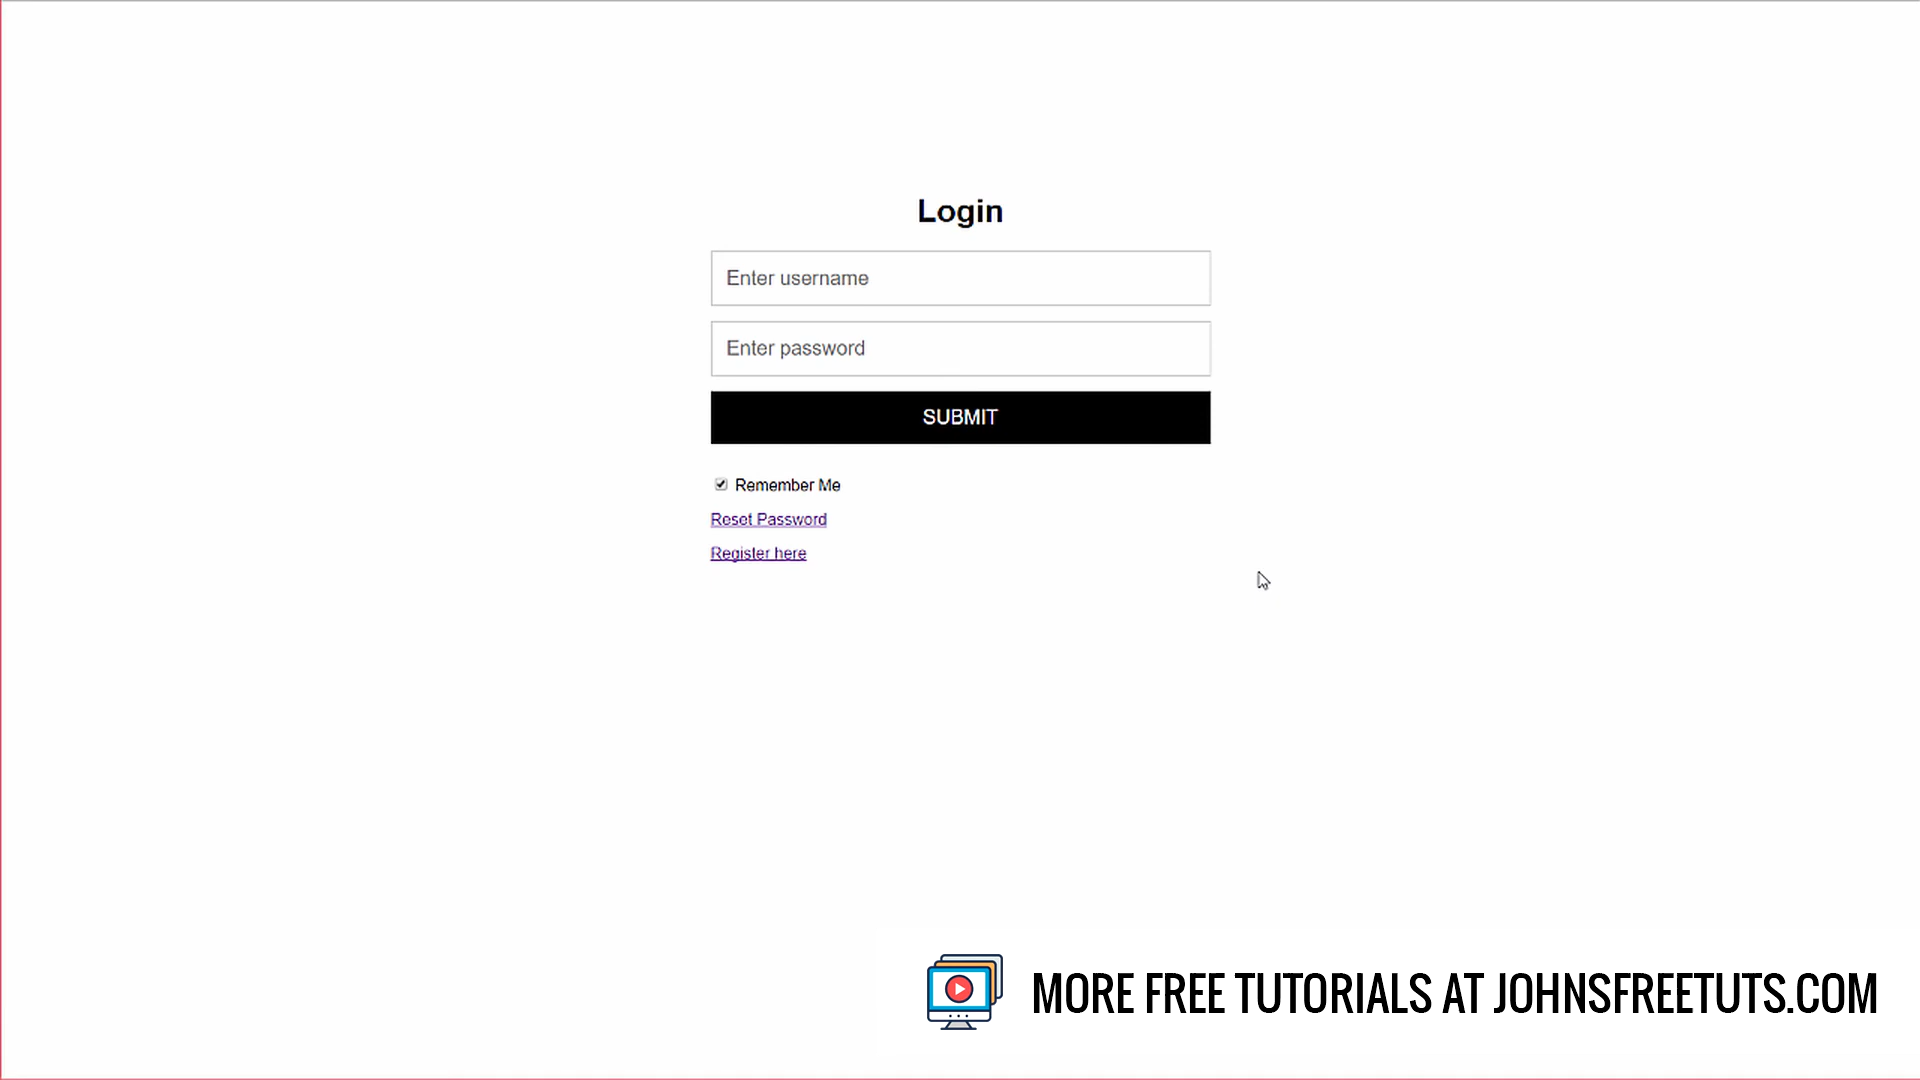 Login
Enter username
Enter password
SUBMIT
Remember Me
Reset Password
Register here
MORE FREE TUTORIALS AT JOHNSFREETUTS.COM